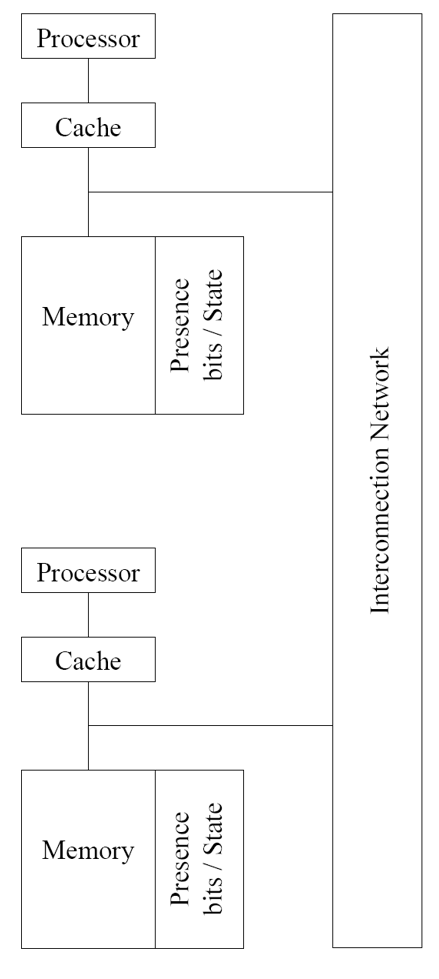 Processor
Cache
Memory
Presence
bits / State
Interconnection Network
Processor
Cache
Memory
Presence
bits / State